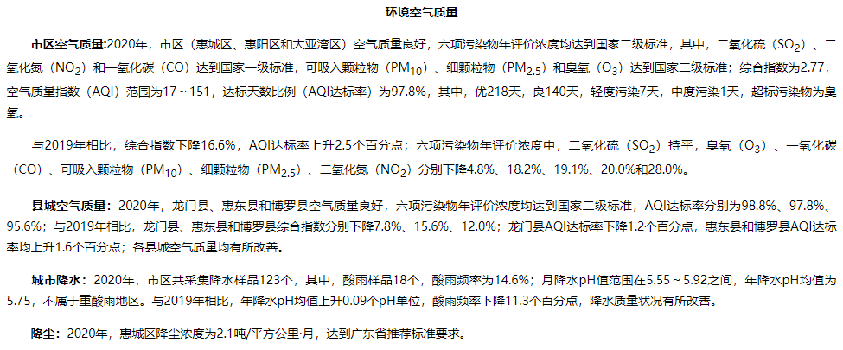 环境空气质量
市区空气质量:2020年，市区（惠城区、惠阳区和大亚湾区）空气质量良好，六项污染物年评价浓度均达到国家二级标准，其中，二氧化硫（SO2）、二
氧化氮（NO2）和一氧化碳（CO）达到国家一级标准，可吸入颗粒物（PM10）、细颗粒物（PM2.5）和臭氧（O3）达到国家二级标准；综合指数为2.77，
空气质量指数（AQI）范围为17～151，达标天数比例（AQI达标率）为97.8%，其中，优218天，良140天，轻度污染7天，中度污染1天，超标污染物为臭
氧。
与2019年相比，综合指数下降16.6%，AQI达标率上升2.5个百分点；六项污染物年评价浓度中，二氧化硫（SO2）持平，臭氧（O3）、一氧化碳
（CO）、可吸入颗粒物（PM10）、细颗粒物（PM2.5）、二氧化氮（NO2）分别下降4.8%、18.2%、19.1%、20.0%和28.0%。
县城空气质量：2020年，龙门县、惠东县和博罗县空气质量良好，六项污染物年评价浓度均达到国家二级标准，AQI达标率分别为98.8%、97.8%、
95.6%；与2019年相比，龙门县、惠东县和博罗县综合指数分别下降7.8%、15.6%、12.0%；龙门县AQI达标率下降1.2个百分点，惠东县和博罗县AQI达标
率均上升1.6个百分点；各县城空气质量均有所改善。
城市降水：2020年，市区共采集降水样品123个，其中，酸雨样品18个，酸雨频率为14.6%；月降水pH值范围在5.55～5.92之间，年降水pH均值为
5.75，不属于重酸雨地区。与2019年相比，年降水pH均值上升0.09个pH单位，酸雨频率下降11.3个百分点，降水质量状况有所改善。
降尘：2020年，惠城区降尘浓度为2.1吨/平方公里·月，达到广东省推荐标准要求。